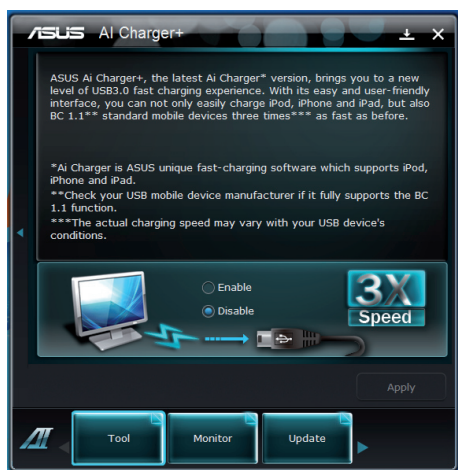 ASUS AI Charger+
ASUS Ai Charger+, the latest Ai Charger* version, brings you to a new
level of USB3.0 fast charging experience. With its easy and user-friendly
interface, you can not only easily charge iPod, iPhone and iPad, but also
BC 1.1** standard mobile devices three times*** as fast as before.
*Ai Charger is ASUS unique fast-charging software which supports iPod,
iPhone and iPad.
**Check your USB mobile device manufacturer if it fully supports the BC
1.1 function.
***The actual charging speed may vary with your USB device's
conditions.
Enable
Disable
3X
Speed
Apply
AI
Tool
Monitor
Update